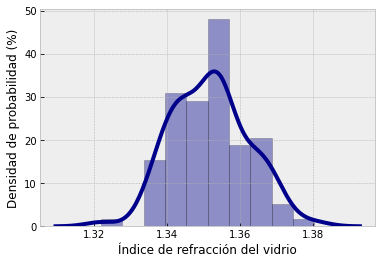 50
40
30
20
10
0
Densidad de probabilidad (%)
1.32 1.34 1.36 1.38
Índice de refracción del vidrio